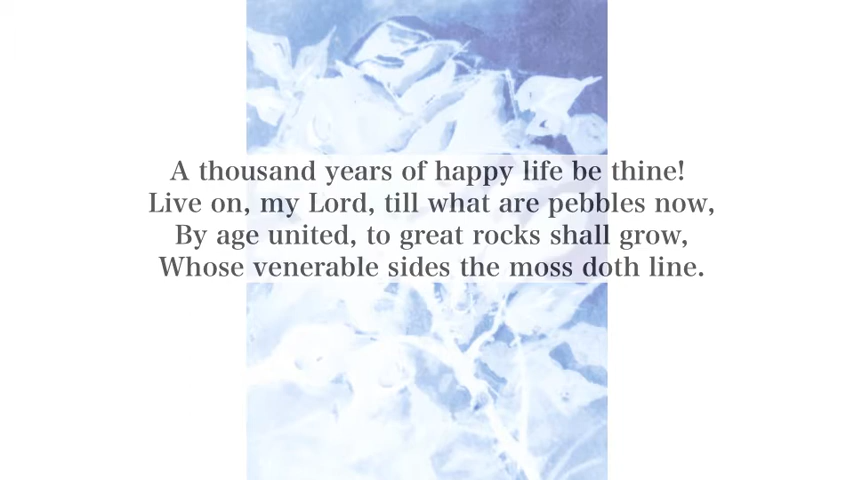 A thousand years of happy life be thine!
Live on, my Lord, till what are pebbles now,
By age united, to great rocks shall grow,
Whose venerable sides the moss doth line.